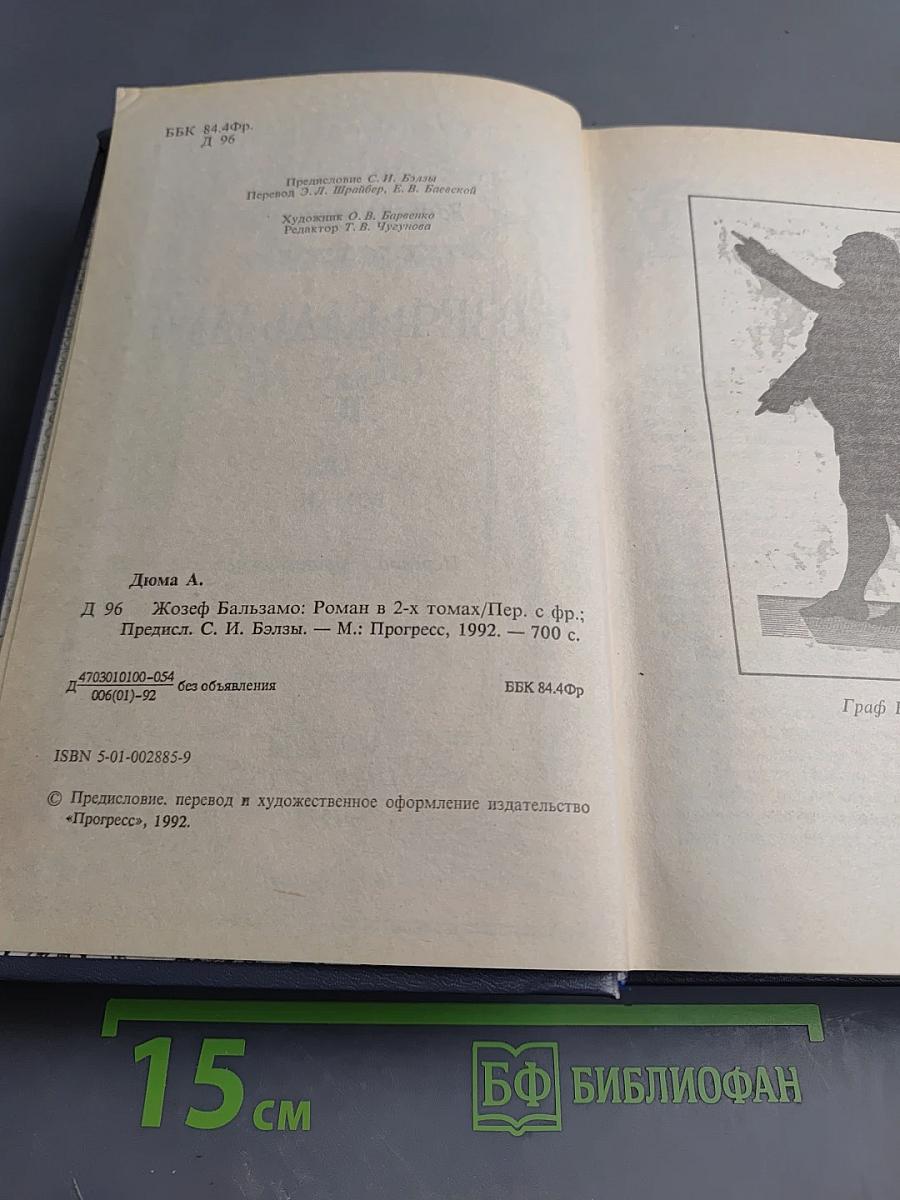 ББК 84.4Фр.
Д 96
Предисловие С. И. Бэлзы
Перевод Э. Л. Шрайбер, Е. В. Баевской
Художник О. В. Барвенко
Редактор Т. В. Чугунова
Дюма А.
Д 96 Жозеф Бальзамо: Роман в 2-х томах/Пер. с фр.;
Предисл. С. И. Бэлзы. — М.: Прогресс, 1992. — 700 с.
Д 4703010100-054
006(01)-92 без объявления
ББК 84.4Фр
ISBN 5-01-002885-9
© Предисловие. перевод и художественное оформление издательство
«Прогресс», 1992.
Граф
15 см
БФ БИБЛИОФАН